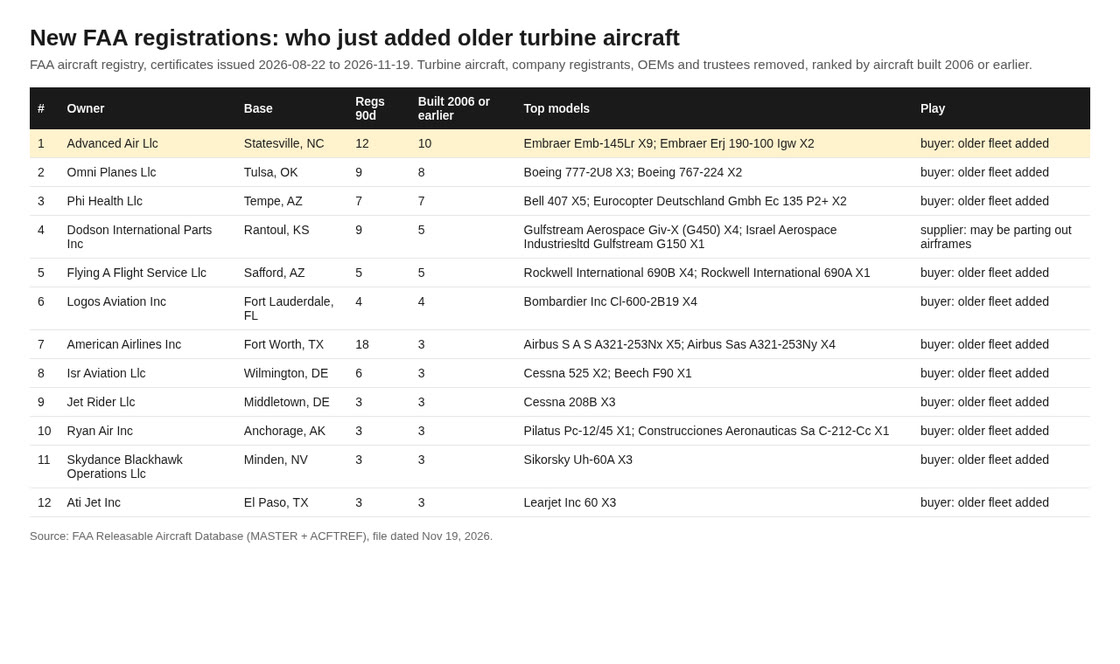 New FAA registrations: who just added older turbine aircraft
FAA aircraft registry, certificates issued 2026-08-22 to 2026-11-19. Turbine aircraft, company registrants, OEMs and trustees removed, ranked by aircraft built 2006 or earlier.
# Owner Base Regs 90d Built 2006 or earlier Top models Play
1 Advanced Air Llc Statesville, NC 12 10 Embraer Emb-145Lr X9; Embraer Erj 190-100 Igw X2 buyer: older fleet added
2 Omni Planes Llc Tulsa, OK 9 8 Boeing 777-2U8 X3; Boeing 767-224 X2 buyer: older fleet added
3 Phi Health Llc Tempe, AZ 7 7 Bell 407 X5; Eurocopter Deutschland Gmbh Ec 135 P2+ X2 buyer: older fleet added
4 Dodson International Parts Inc Rantoul, KS 9 5 Gulfstream Aerospace Giv-X (G450) X4; Israel Aerospace Industriesltd Gulfstream G150 X1 supplier: may be parting out airframes
5 Flying A Flight Service Llc Safford, AZ 5 5 Rockwell International 690B X4; Rockwell International 690A X1 buyer: older fleet added
6 Logos Aviation Inc Fort Lauderdale, FL 4 4 Bombardier Inc Cl-600-2B19 X4 buyer: older fleet added
7 American Airlines Inc Fort Worth, TX 18 3 Airbus S A S A321-253Nx X5; Airbus Sas A321-253Ny X4 buyer: older fleet added
8 Isr Aviation Llc Wilmington, DE 6 3 Cessna 525 X2; Beech F90 X1 buyer: older fleet added
9 Jet Rider Llc Middletown, DE 3 3 Cessna 208B X3 buyer: older fleet added
10 Ryan Air Inc Anchorage, AK 3 3 Pilatus Pc-12/45 X1; Construcciones Aeronauticas Sa C-212-Cc X1 buyer: older fleet added
11 Skydance Blackhawk Operations Llc Minden, NV 3 3 Sikorsky Uh-60A X3 buyer: older fleet added
12 Ati Jet Inc El Paso, TX 3 3 Learjet Inc 60 X3 buyer: older fleet added
Source: FAA Releasable Aircraft Database (MASTER + ACFTREF), file dated Nov 19, 2026.